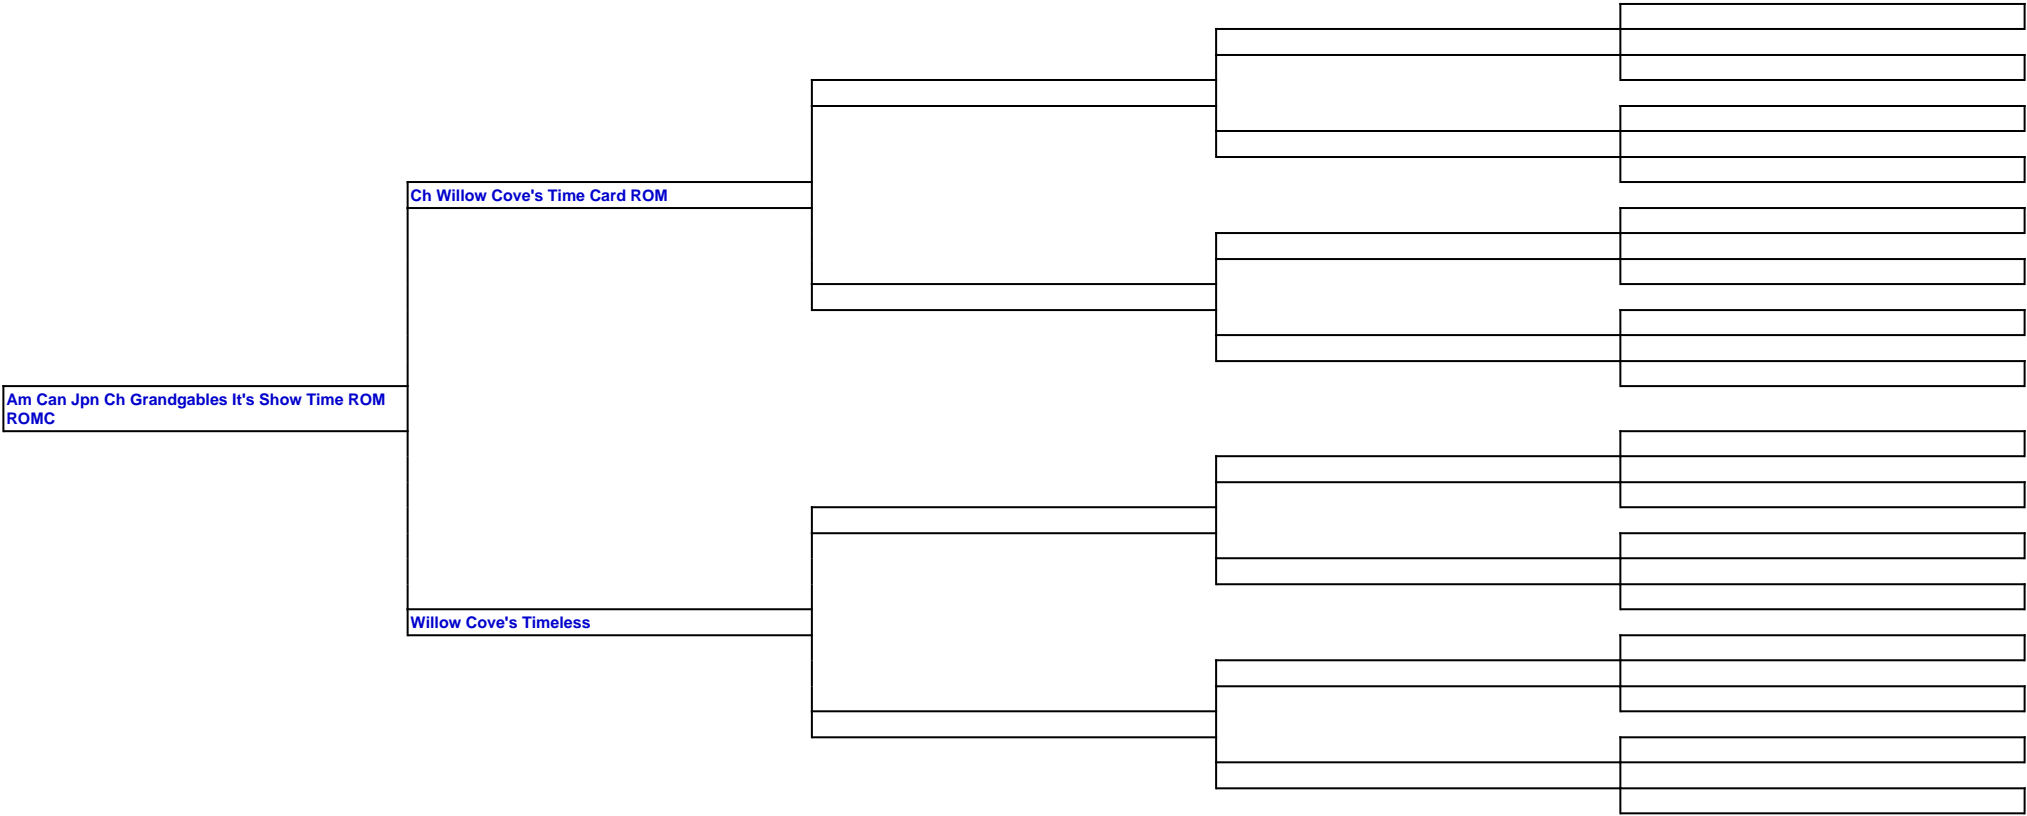 Ch Willow Cove's Time Card ROM
Am Can Jpn Ch Grandgables It's Show Time ROM
ROMC
Willow Cove's Timeless